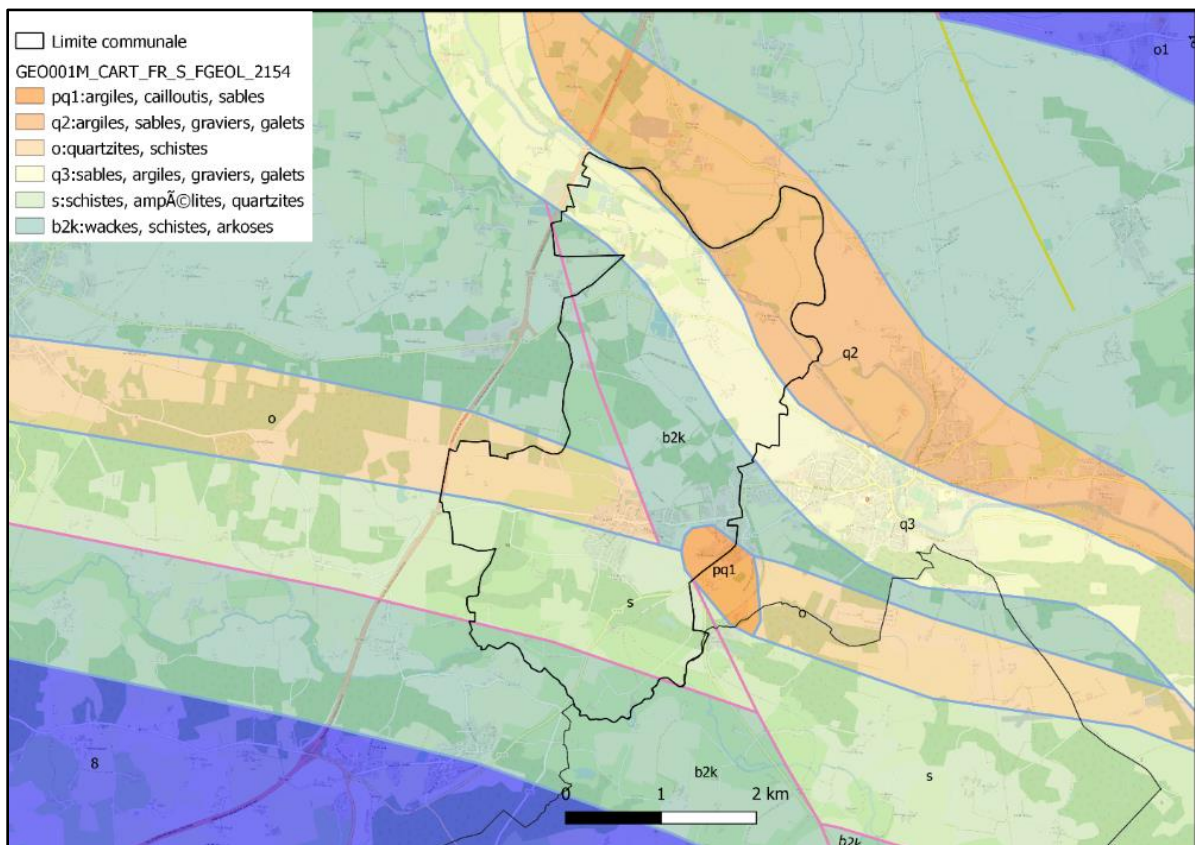 Limite communale
GEO001M_CART_FR_S_FGEOL_2154
pq1:argiles, cailloutis, sables
q2:argiles, sables, graviers, galets
o:quartzites, schistes
q3:sables, argiles, graviers, galets
s:schistes, ampÃ©lites, quartzites
b2k:wackes, schistes, arkoses
o1
q2
o
b2k
q3
pq1
s
o
8
b2k
s
0 1 2 km
b2k